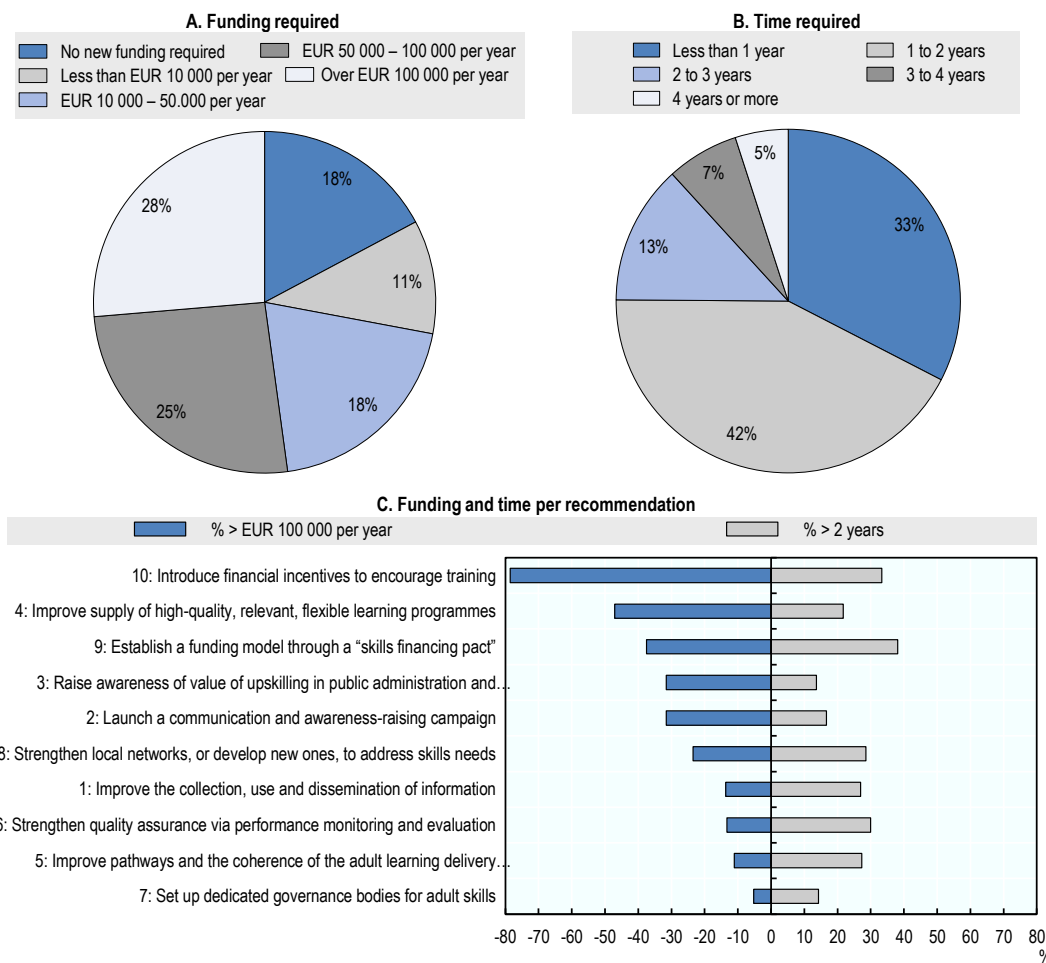 A. Funding required
No new funding required
EUR 50 000 – 100 000 per year
Less than EUR 10 000 per year
Over EUR 100 000 per year
EUR 10 000 – 50.000 per year
18%
11%
18%
25%
28%
B. Time required
Less than 1 year
1 to 2 years
2 to 3 years
3 to 4 years
4 years or more
33%
42%
13%
7%
5%
C. Funding and time per recommendation
% > EUR 100 000 per year
% > 2 years
10: Introduce financial incentives to encourage training
4: Improve supply of high-quality, relevant, flexible learning programmes
9: Establish a funding model through a “skills financing pact”
3: Raise awareness of value of upskilling in public administration and…
2: Launch a communication and awareness-raising campaign
8: Strengthen local networks, or develop new ones, to address skills needs
1: Improve the collection, use and dissemination of information
6: Strengthen quality assurance via performance monitoring and evaluation
5: Improve pathways and the coherence of the adult learning delivery…
7: Set up dedicated governance bodies for adult skills
-80 -70 -60 -50 -40 -30 -20 -10 0 10 20 30 40 50 60 70 80
%